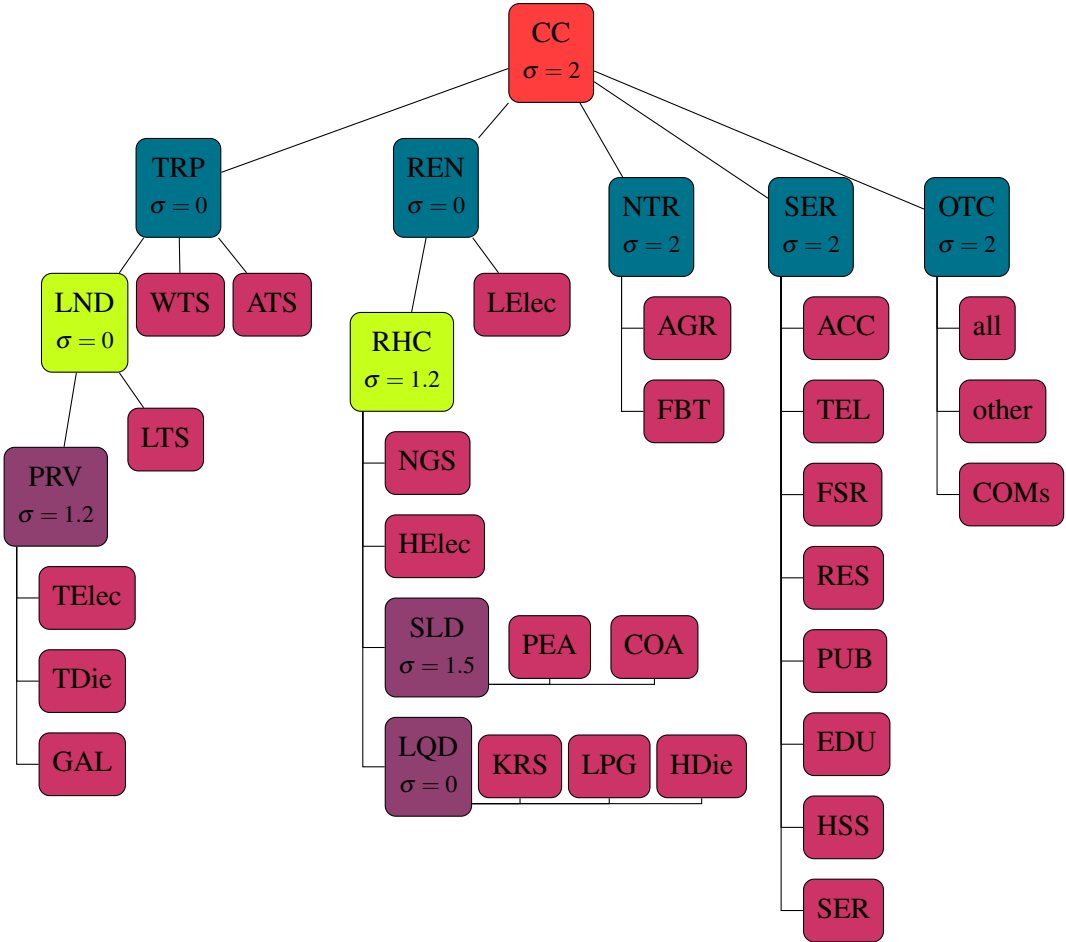 CC
σ = 2
TRP
σ = 0
REN
σ = 0
NTR
σ = 2
SER
σ = 2
OTC
σ = 2
LND
σ = 0
WTS
ATS
RHC
σ = 1.2
LElec
AGR
FBT
ACC
TEL
FSR
RES
PUB
EDU
HSS
SER
all
other
COMs
PRV
σ = 1.2
LTS
TElec
TDie
GAL
NGS
HElec
SLD
σ = 1.5
PEA
COA
LQD
σ = 0
KRS
LPG
HDie